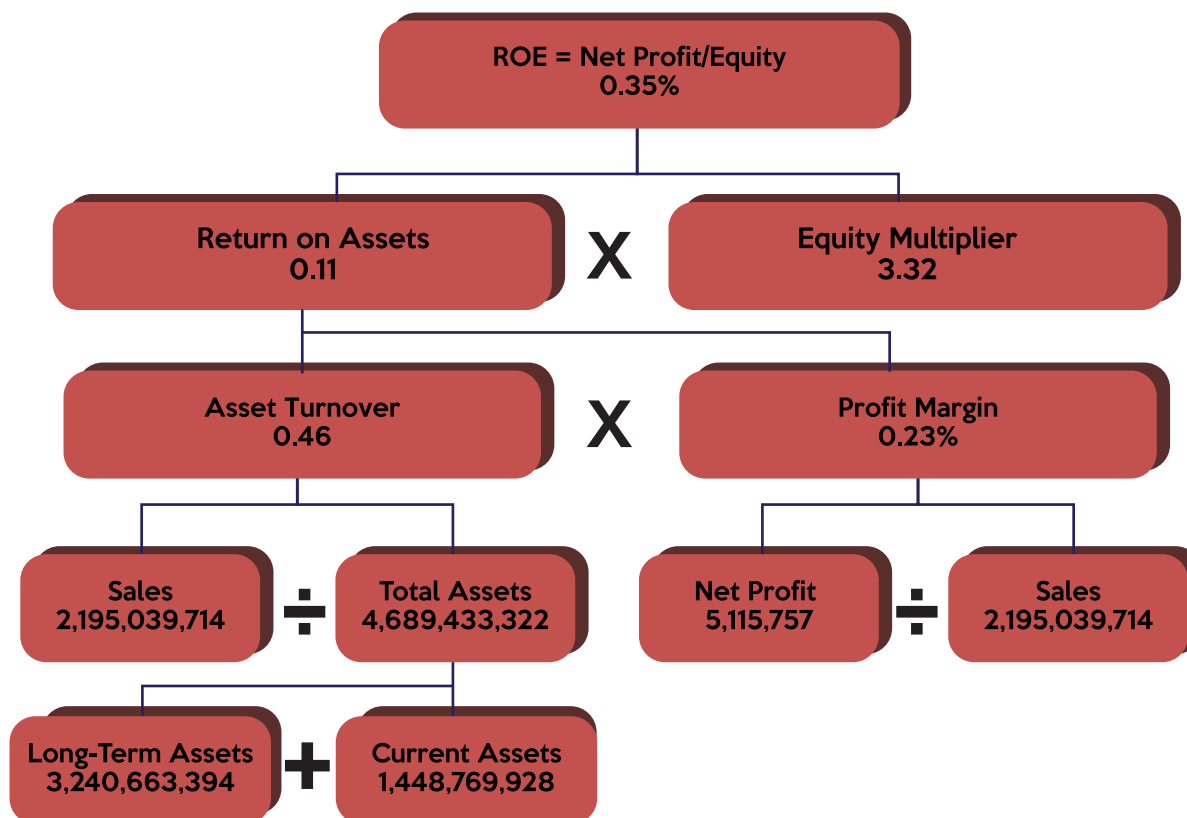 ROE = Net Profit/Equity
0.35%
Return on Assets
0.11
X
Equity Multiplier
3.32
Asset Turnover
0.46
X
Profit Margin
0.23%
Sales
2,195,039,714
÷
Total Assets
4,689,433,322
Net Profit
5,115,757
÷
Sales
2,195,039,714
Long-Term Assets
3,240,663,394
+
Current Assets
1,448,769,928